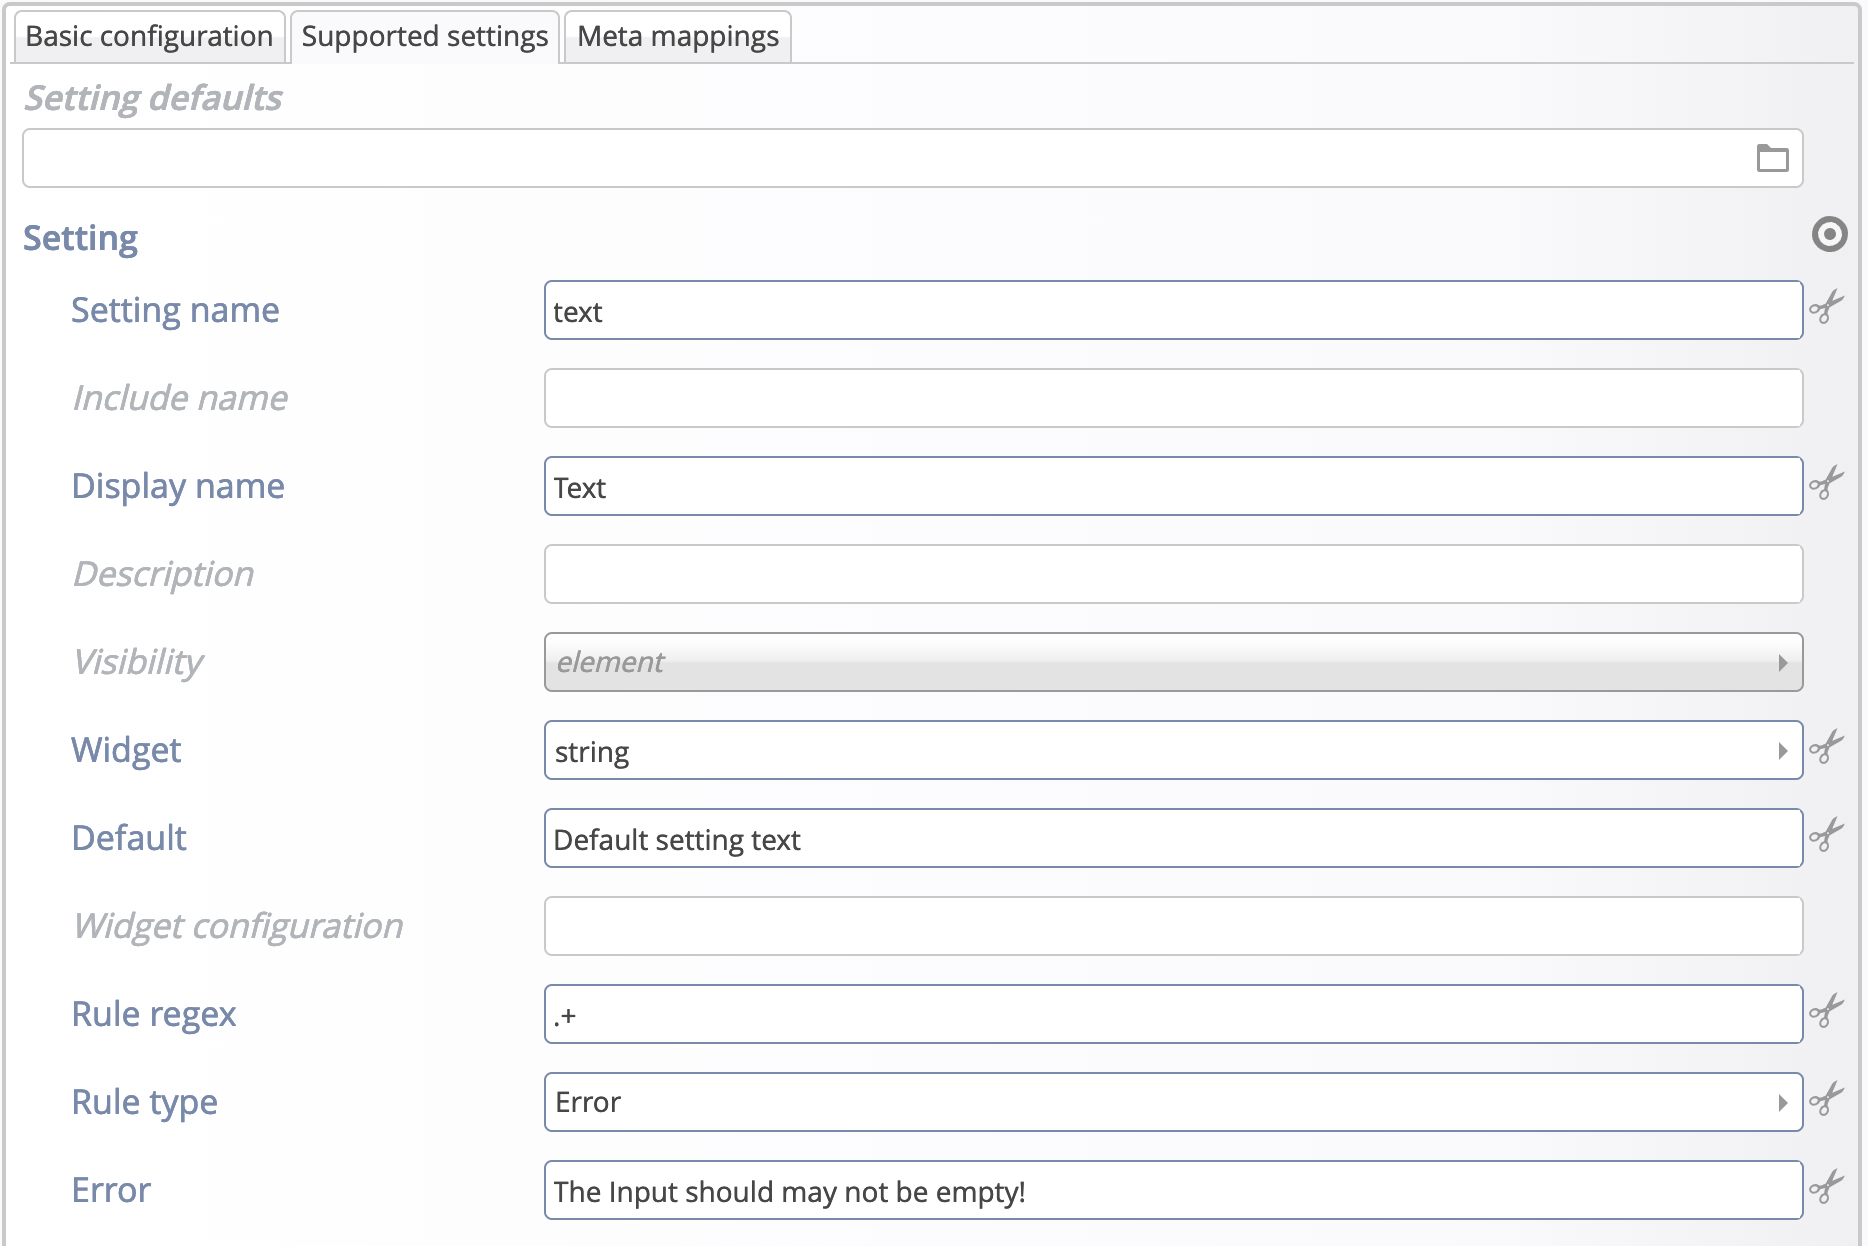 Basic configuration Supported settings Meta mappings
Setting defaults
Setting
Setting name text
Include name
Display name Text
Description
Visibility element
Widget string
Default Default setting text
Widget configuration
Rule regex .+
Rule type Error
Error The Input should may not be empty!